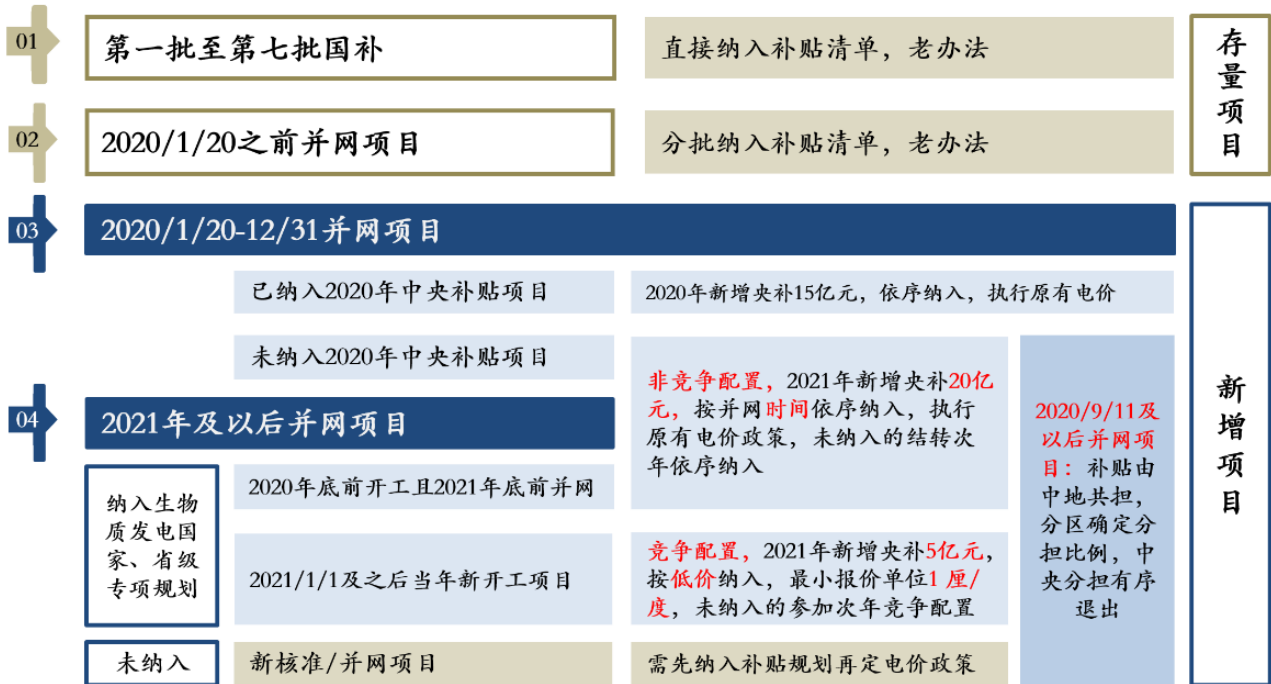 01
第一批至第七批国补
直接纳入补贴清单，老办法
02
2020/1/20之前并网项目
分批纳入补贴清单，老办法
存
量
项
目
03
2020/1/20-12/31并网项目
已纳入2020年中央补贴项目
2020年新增央补15亿元，依序纳入，执行原有电价
未纳入2020年中央补贴项目
非竞争配置，2021年新增央补20亿
元，按并网时间依序纳入，执行
原有电价政策，未纳入的结转次
年依序纳入
04
2021年及以后并网项目
纳入生物
质发电国
家、省级
专项规划
2020年底前开工且2021年底前并网
2021/1/1及之后当年新开工项目
竞争配置，2021年新增央补5亿元，
按低价纳入，最小报价单位1 厘/
度，未纳入的参加次年竞争配置
2020/9/11及
以后并网项
目：补贴由
中地共担，
分区确定分
担比例，中
央分担有序
退出
未纳入
新核准/并网项目
需先纳入补贴规划再定电价政策
新
增
项
目